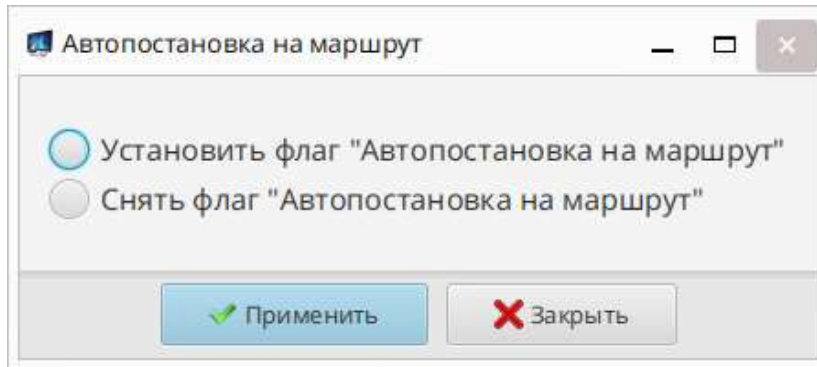 Автопостановка на маршрут
Установить флаг "Автопостановка на маршрут"
Снять флаг "Автопостановка на маршрут"
Применить Закрыть